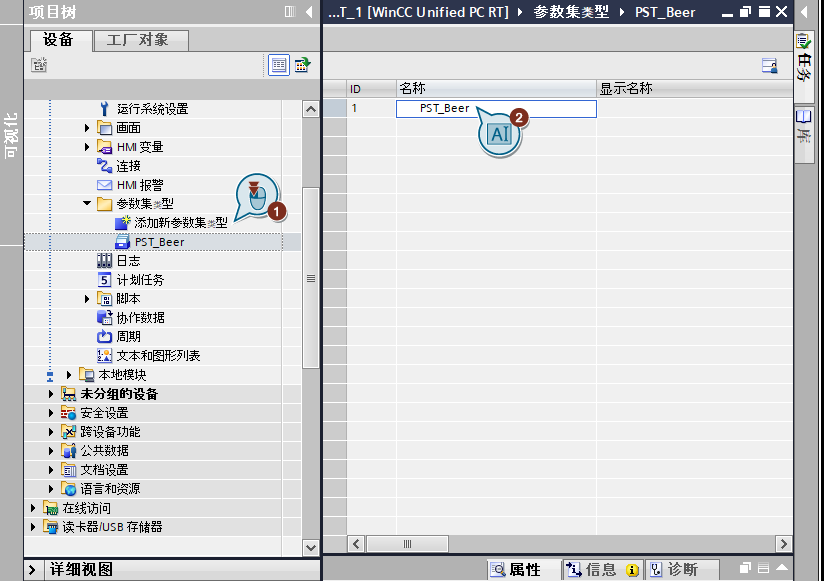 项目树
...T_1 [WinCC Unified PC RT] 参数集类型 PST_Beer
设备
工厂对象
可视化
任务
库
运行系统设置
画面
HMI 变量
连接
HMI 报警
参数集类型
添加新参数集类型
PST_Beer
日志
计划任务
脚本
协作数据
周期
文本和图形列表
本地模块
未分组的设备
安全设置
跨设备功能
公共数据
文档设置
语言和资源
在线访问
读卡器/USB 存储器
详细视图
ID 名称 显示名称
1 PST_Beer
AI
2
1
属性 信息 诊断